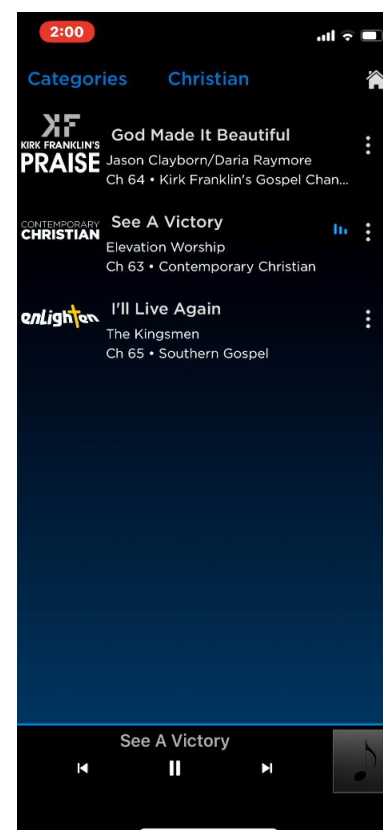 2:00
Categories Christian
KF
KIRK FRANKLIN'S
PRAISE
God Made It Beautiful
Jason Clayborn/Daria Raymore
Ch 64 • Kirk Franklin's Gospel Chan...
CONTEMPORARY
CHRISTIAN
See A Victory
Elevation Worship
Ch 63 • Contemporary Christian
enLighten
I'll Live Again
The Kingsmen
Ch 65 • Southern Gospel
See A Victory